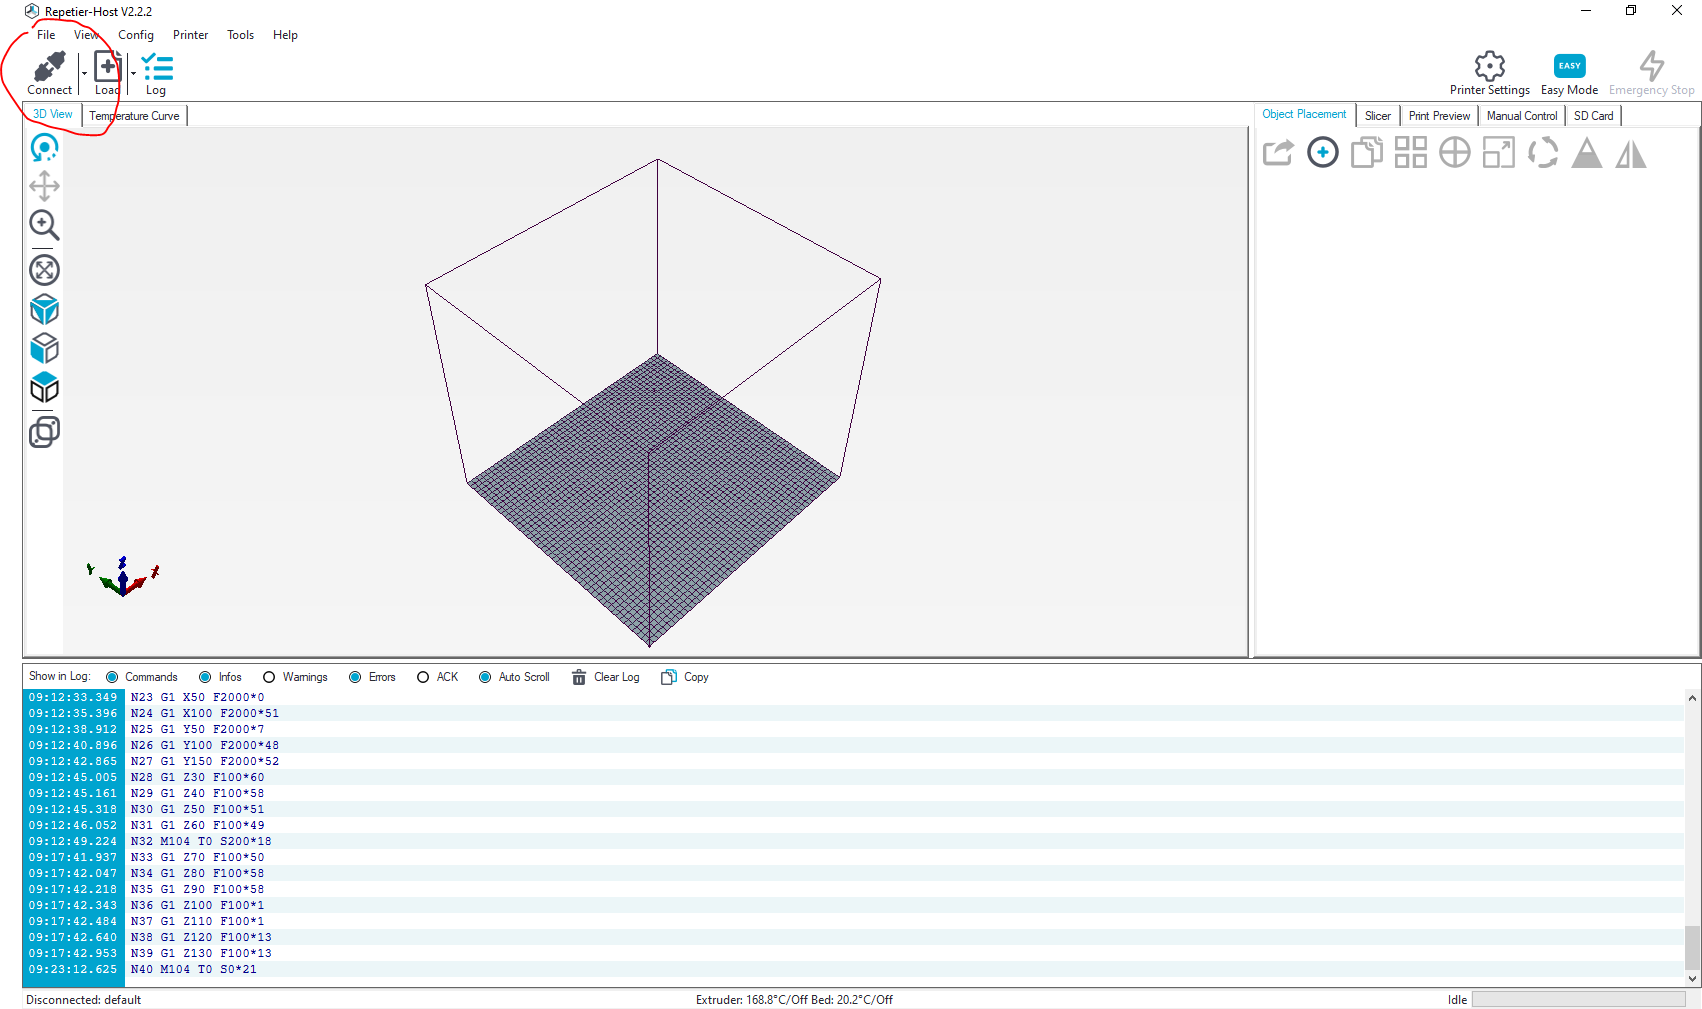 Repetier-Host V2.2.2
File View Config Printer Tools Help
Connect Load Log Printer Settings EASY Easy Mode Emergency Stop
3D View Temperature Curve Object Placement Slicer Print Preview Manual Control SD Card
Y Z X
Show in Log: Commands Infos Warnings Errors ACK Auto Scroll Clear Log Copy
09:12:33.349 N23 G1 X50 F2000*0
09:12:35.396 N24 G1 X100 F2000*51
09:12:38.912 N25 G1 Y50 F2000*7
09:12:40.896 N26 G1 Y100 F2000*48
09:12:42.865 N27 G1 Y150 F2000*52
09:12:45.005 N28 G1 Z30 F100*60
09:12:45.161 N29 G1 Z40 F100*58
09:12:45.318 N30 G1 Z50 F100*51
09:12:46.052 N31 G1 Z60 F100*49
09:12:49.224 N32 M104 T0 S200*18
09:17:41.937 N33 G1 Z70 F100*50
09:17:42.047 N34 G1 Z80 F100*58
09:17:42.218 N35 G1 Z90 F100*58
09:17:42.343 N36 G1 Z100 F100*1
09:17:42.484 N37 G1 Z110 F100*1
09:17:42.640 N38 G1 Z120 F100*13
09:17:42.953 N39 G1 Z130 F100*13
09:23:12.625 N40 M104 T0 S0*21
Disconnected: default Extruder: 168.8°C/Off Bed: 20.2°C/Off Idle